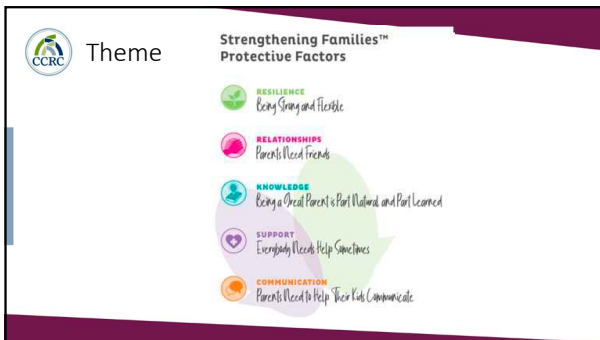 CCRC
Theme
Strengthening Families™
Protective Factors
RESILIENCE
Being Strong and Flexible
RELATIONSHIPS
Parents Need Friends
KNOWLEDGE
Being a Great Parent is Part Natural and Part Learned
SUPPORT
Everybody Needs Help Sometimes
COMMUNICATION
Parents Need to Help Their Kids Communicate